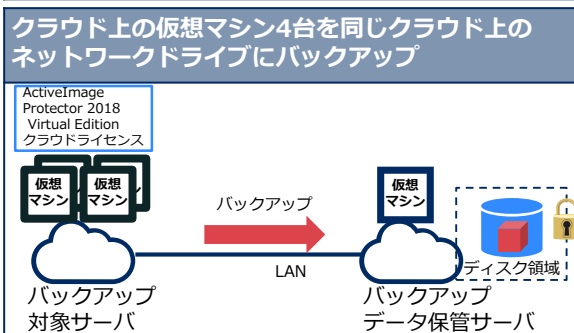 クラウド上の仮想マシン4台を同じクラウド上の
ネットワークドライブにバックアップ
ActiveImage
Protector 2018
Virtual Edition
クラウドライセンス
仮想
マシン
仮想
マシン
バックアップ
仮想
マシン
LAN
ディスク領域
バックアップ
対象サーバ
バックアップ
データ保管サーバ